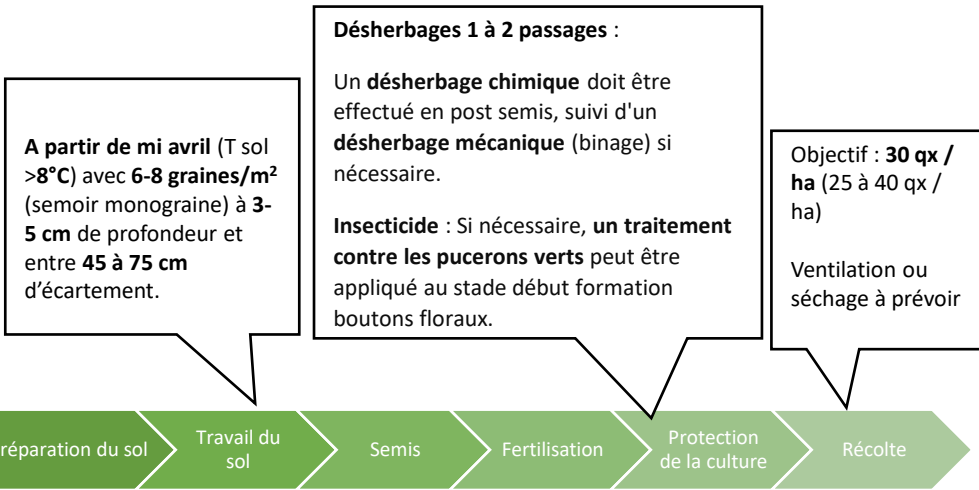 Désherbages 1 à 2 passages :
Un désherbage chimique doit être
effectué en post semis, suivi d'un
désherbage mécanique (binage) si
nécessaire.
Insecticide : Si nécessaire, un traitement
contre les pucerons verts peut être
appliqué au stade début formation
boutons floraux.
A partir de mi avril (T sol
>8°C) avec 6-8 graines/m²
(semoir monograine) à 3-
5 cm de profondeur et
entre 45 à 75 cm
d'écartement.
Objectif : 30 qx /
ha (25 à 40 qx /
ha)
Ventilation ou
séchage à prévoir
réparation du sol
Travail du
sol
Semis
Fertilisation
Protection
de la culture
Récolte